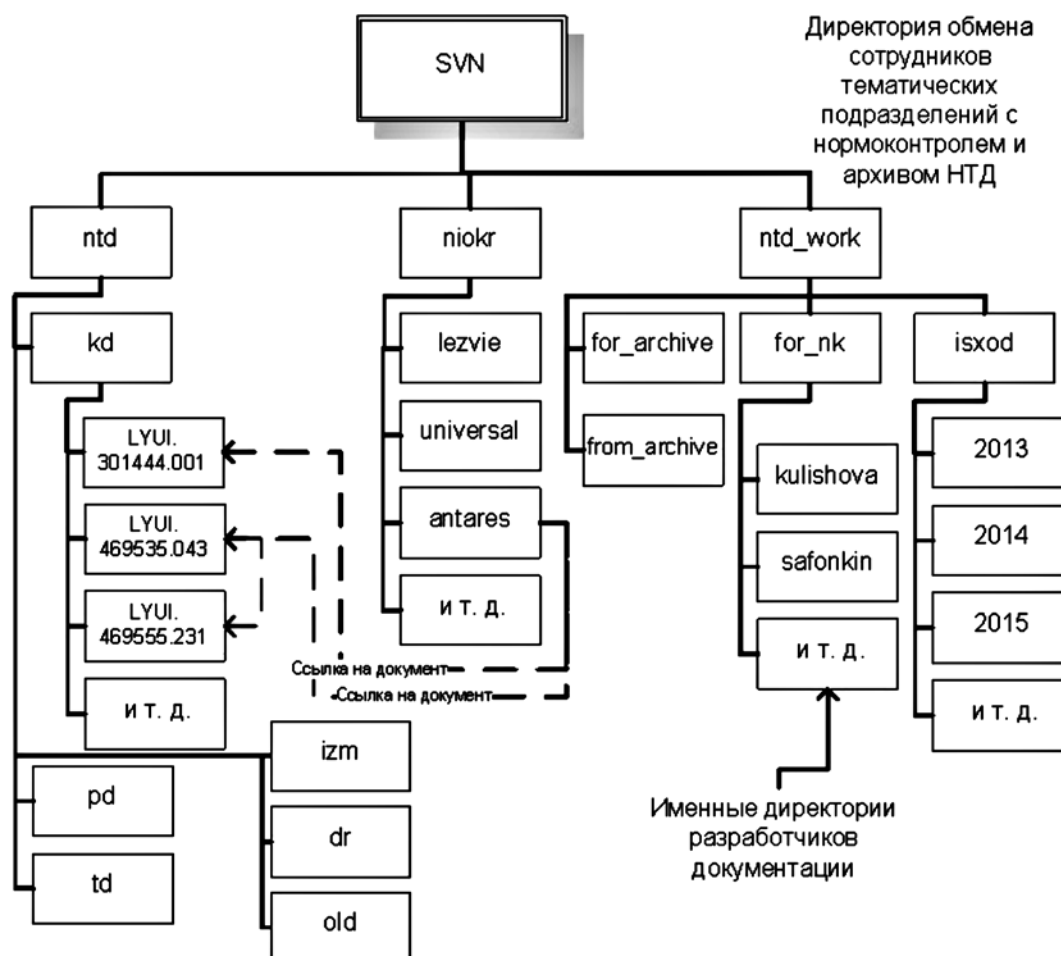 SVN
Директория обмена
сотрудников
тематических
подразделений с
нормоконтролем и
архивом НТД
ntd
niokr
ntd_work
kd
LYUI.
301444.001
LYUI.
469535.043
LYUI.
469555.231
и т. д.
pd
td
izm
dr
old
lezvie
universal
antares
и т. д.
Ссылка на документ
Ссылка на документ
for_archive
from_archive
for_nk
kulishova
safonkin
и т. д.
isxod
2013
2014
2015
и т. д.
Именные директории
разработчиков
документации